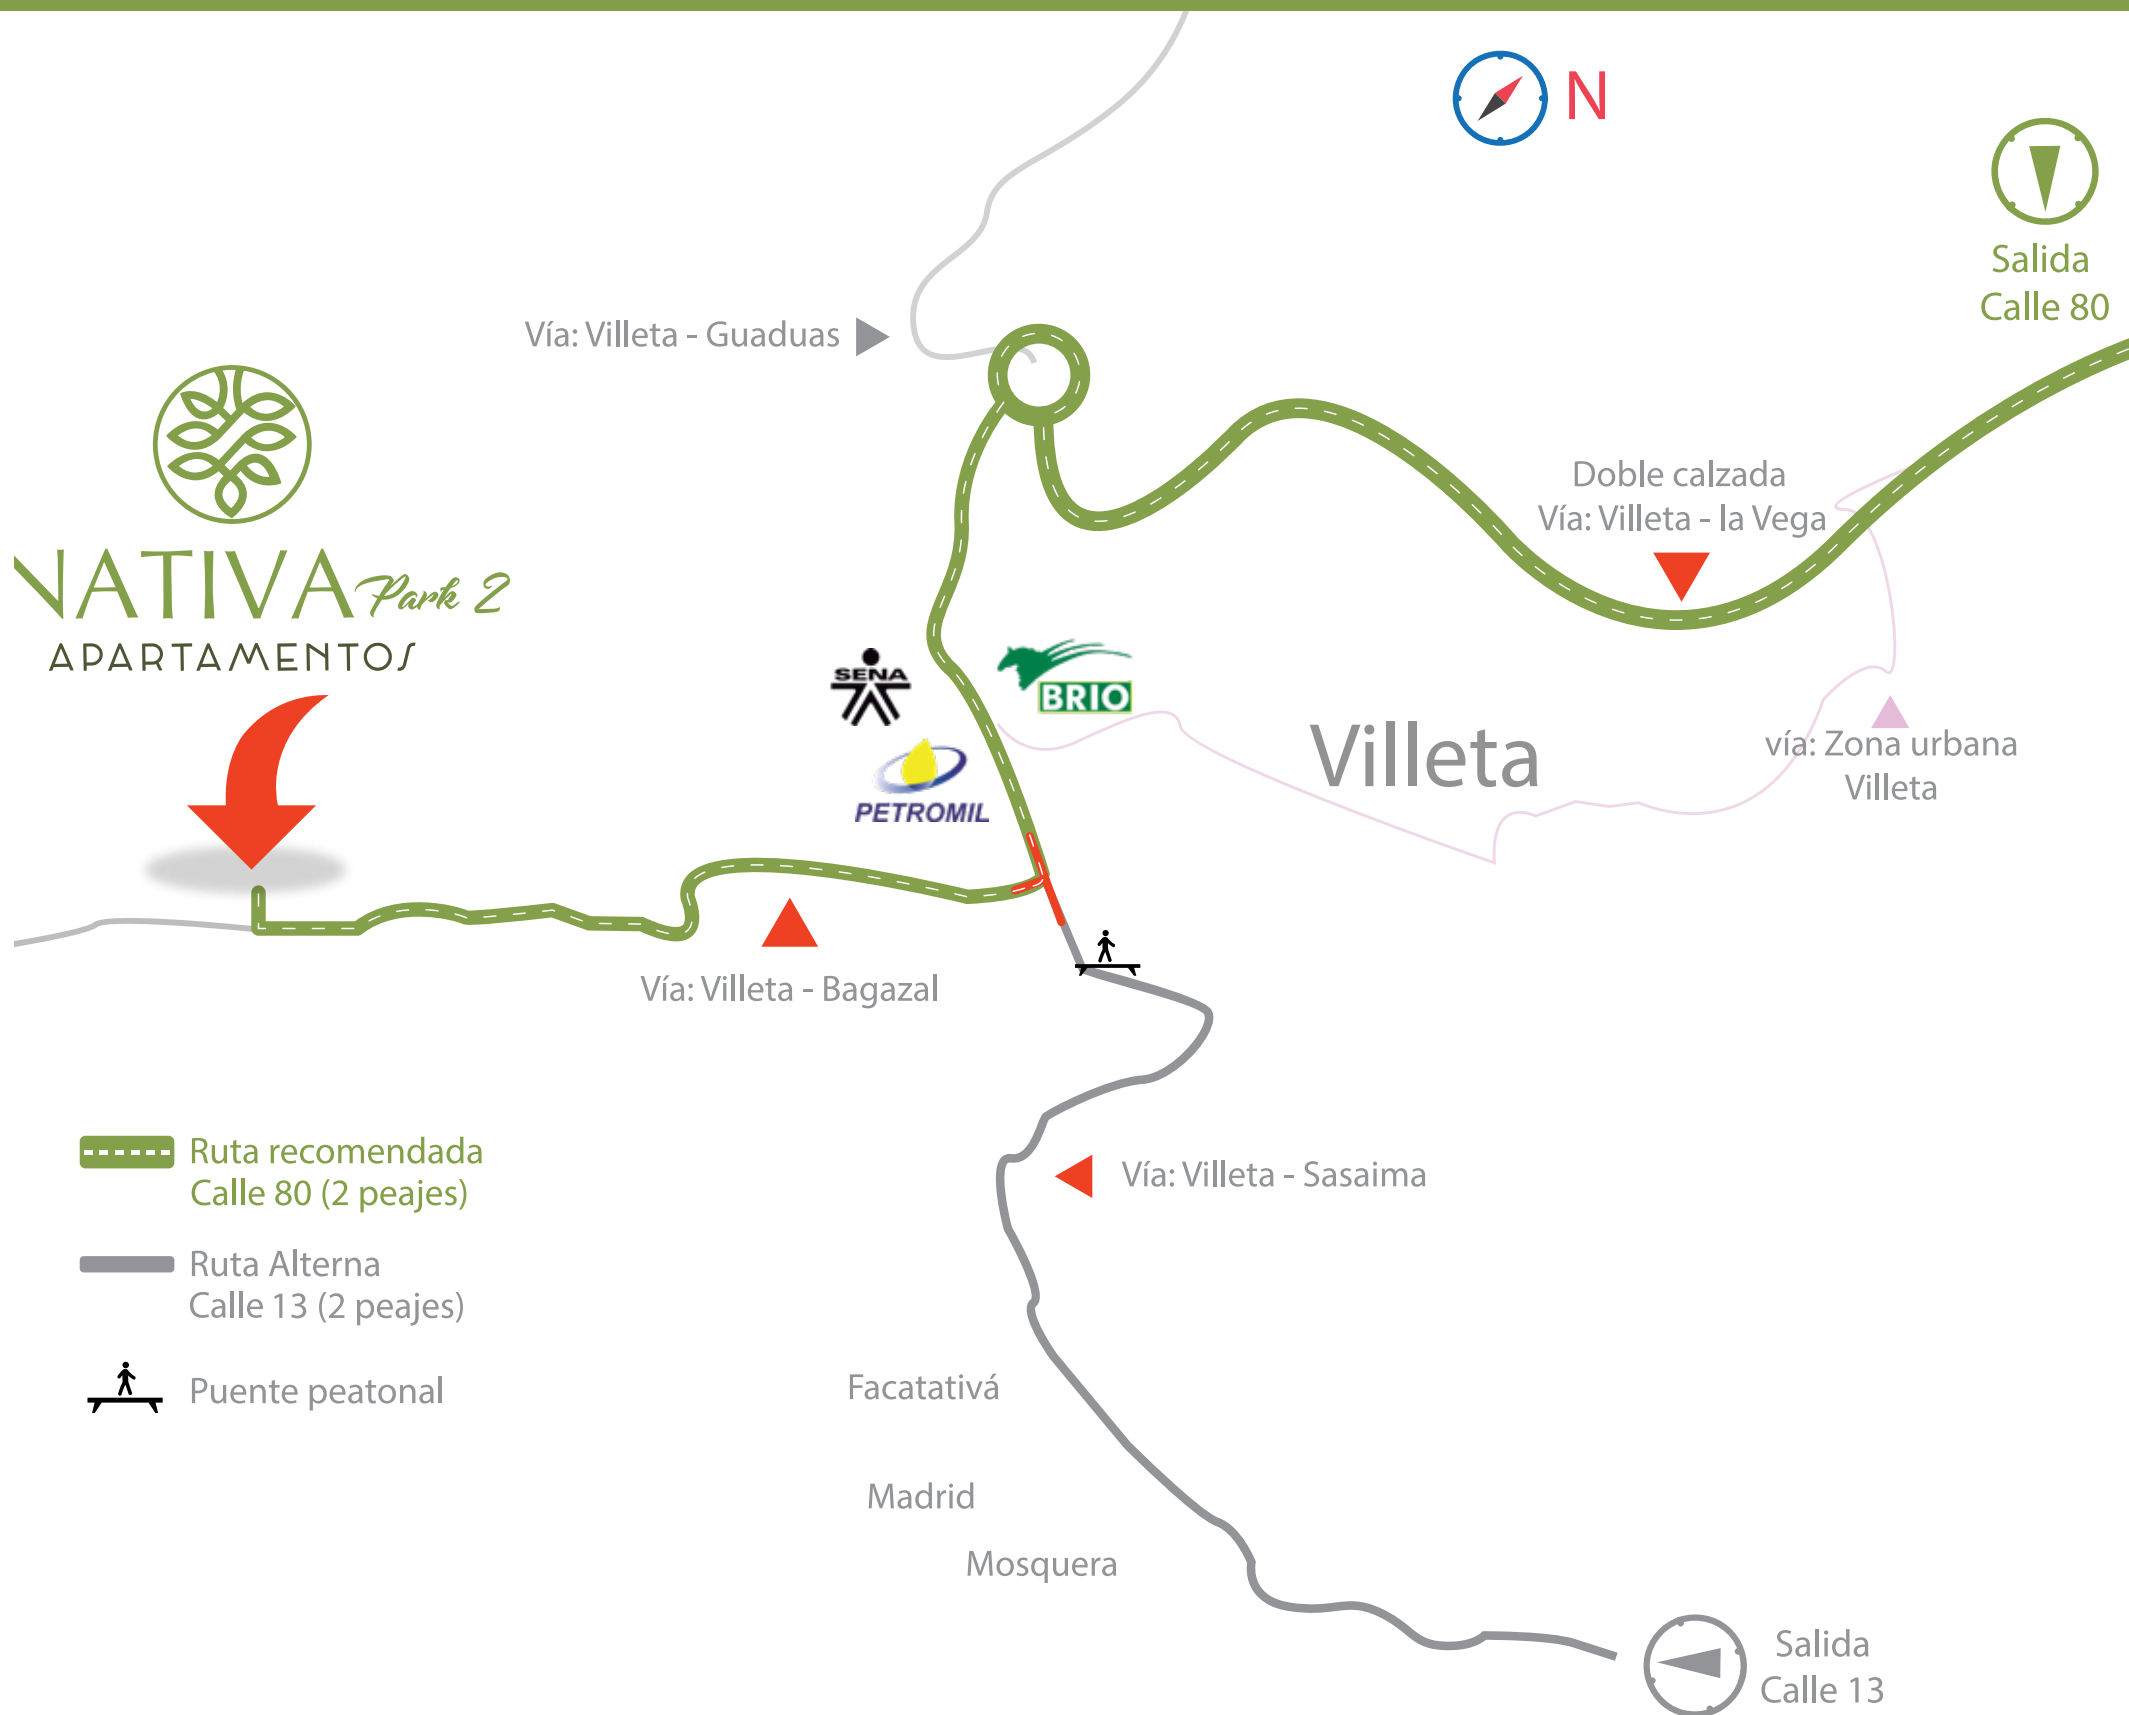 N
Salida
Calle 80
Vía: Villeta - Guaduas
Doble calzada
Vía: Villeta - la Vega
NATIVA Park 2
APARTAMENTOS
SENA
BRIO
PETROMIL
Villeta
vía: Zona urbana
Villeta
Vía: Villeta - Bagazal
Vía: Villeta - Sasaima
Ruta recomendada
Calle 80 (2 peajes)
Ruta Alterna
Calle 13 (2 peajes)
Puente peatonal
Facatativá
Madrid
Mosquera
Salida
Calle 13